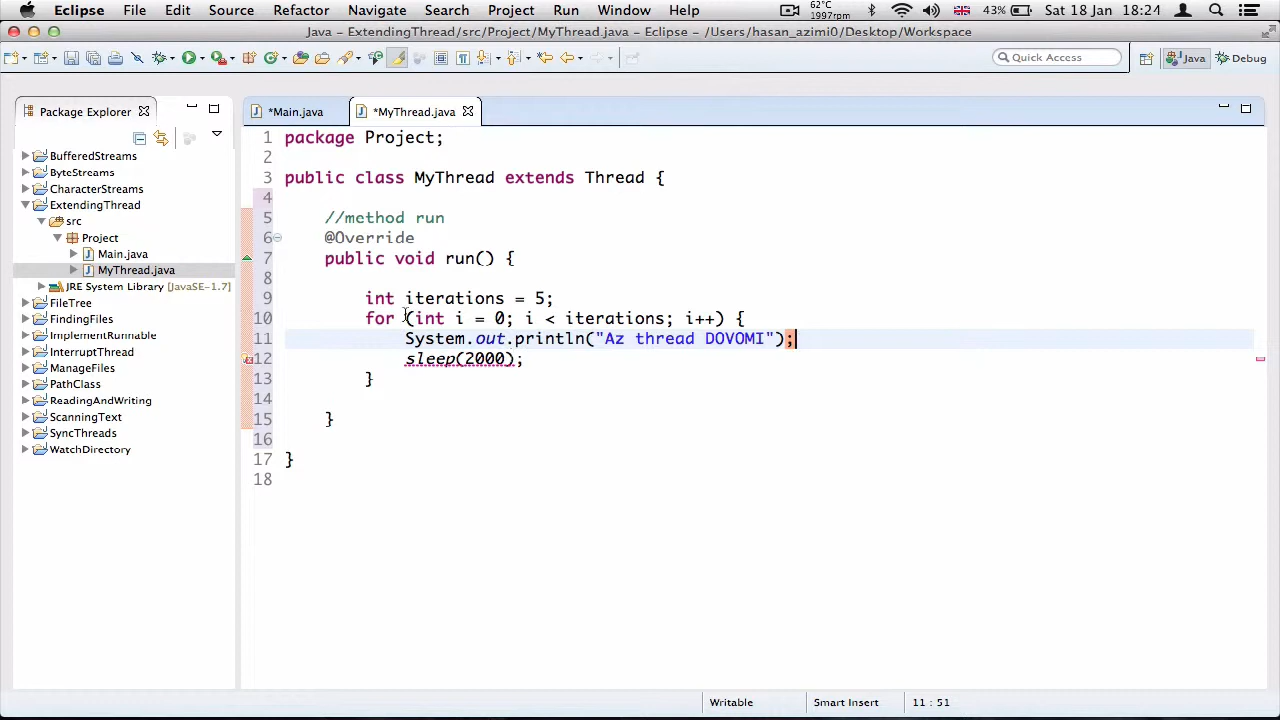 Eclipse File Edit Source Refactor Navigate Search Project Run Window Help 62°C 1997rpm 43% Sat 18 Jan 18:24
Java – ExtendingThread/src/Project/MyThread.java – Eclipse – /Users/hasan_azimi0/Desktop/Workspace
Quick Access Java Debug
Package Explorer
*Main.java *MyThread.java
BufferedStreams
ByteStreams
CharacterStreams
ExtendingThread
src
Project
Main.java
MyThread.java
JRE System Library [JavaSE-1.7]
FileTree
FindingFiles
ImplementRunnable
InterruptThread
ManageFiles
PathClass
ReadingAndWriting
ScanningText
SyncThreads
WatchDirectory
1 package Project;
2
3 public class MyThread extends Thread {
4
5 //method run
6 @Override
7 public void run() {
8
9 int iterations = 5;
10 for (int i = 0; i < iterations; i++) {
11 System.out.println("Az thread DOVOMI");
12 sleep(2000);
13 }
14
15 }
16
17 }
18
Writable Smart Insert 11 : 51